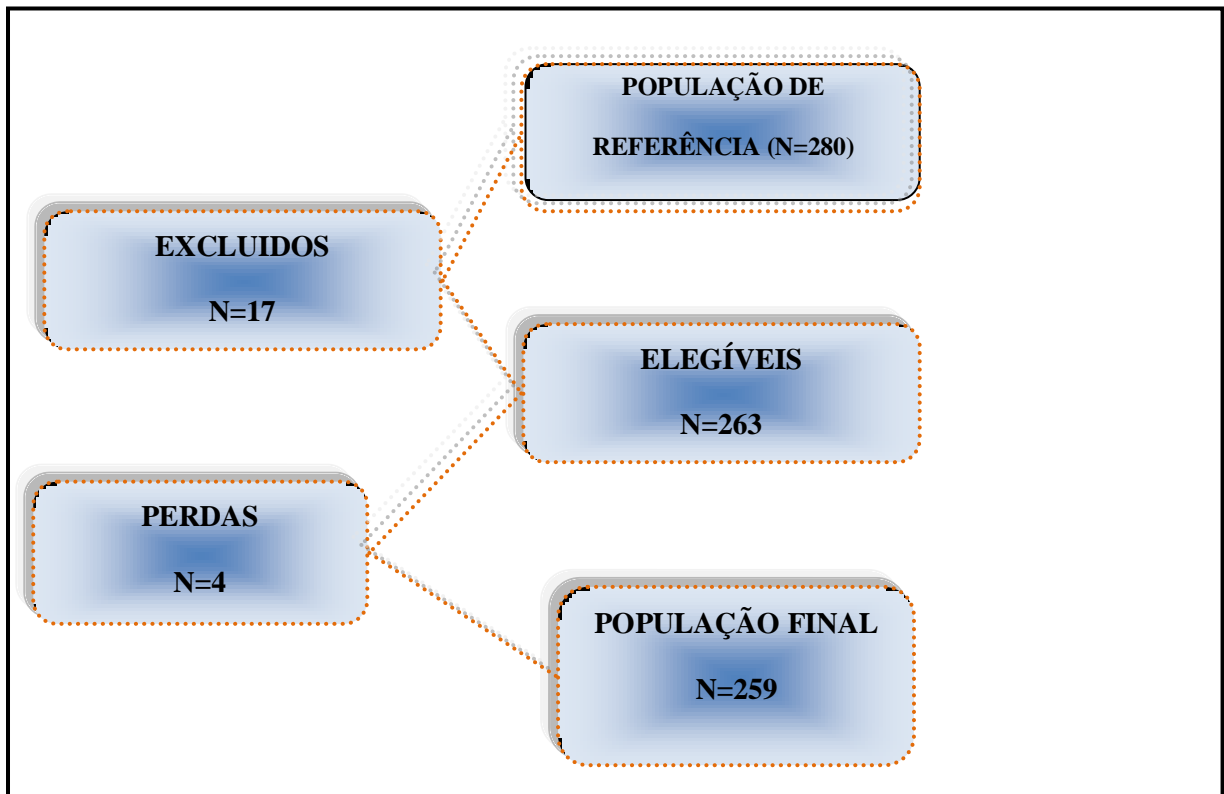 POPULAÇÃO DE
REFERÊNCIA (N=280)
EXCLUIDOS
N=17
ELEGÍVEIS
N=263
PERDAS
N=4
POPULAÇÃO FINAL
N=259